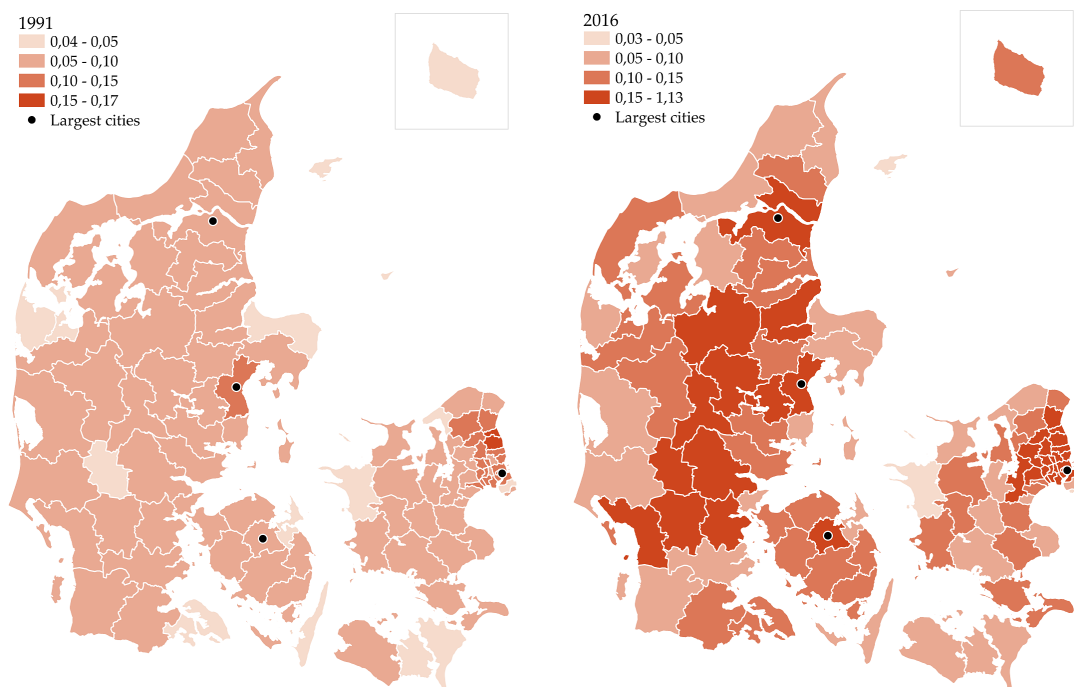 1991
0,04 - 0,05
0,05 - 0,10
0,10 - 0,15
0,15 - 0,17
Largest cities
2016
0,03 - 0,05
0,05 - 0,10
0,10 - 0,15
0,15 - 1,13
Largest cities